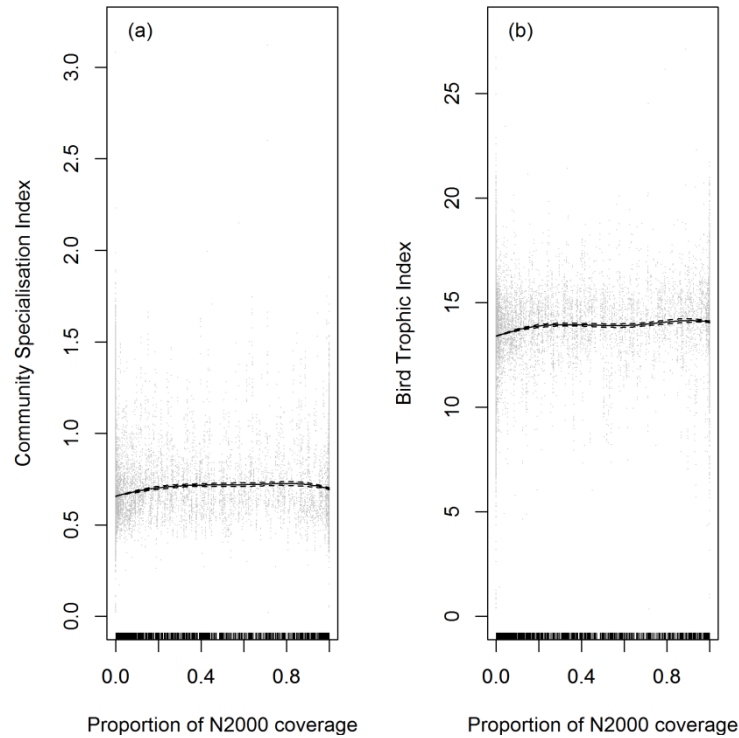 (a)
Community Specialisation Index
3.0
2.5
2.0
1.5
1.0
0.5
0.0
0.0 0.4 0.8
Proportion of N2000 coverage
(b)
Bird Trophic Index
25
20
15
10
5
0
0.0 0.4 0.8
Proportion of N2000 coverage